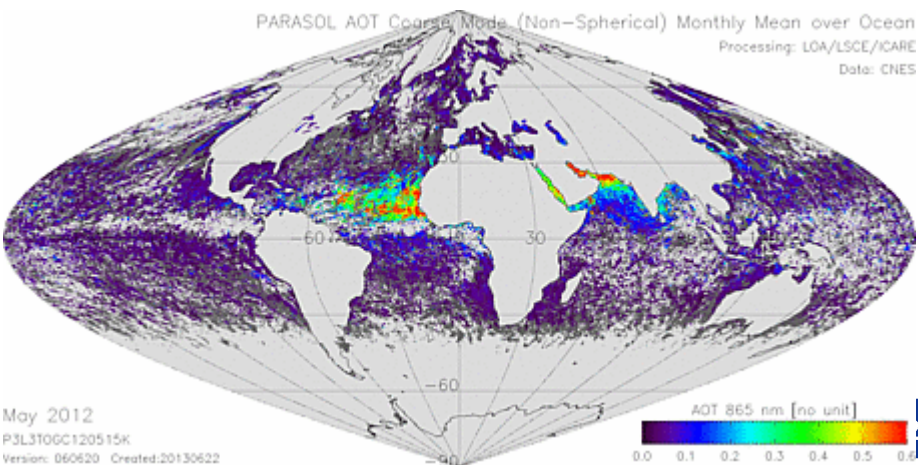 PARASOL AOT Coarse Mode (Non-Spherical) Monthly Mean over Ocean
Processing: LOA/LSCE/ICARE
Data: CNES
-60
30
-60
May 2012
P3L3TOGC120515K
Version: 060620 Created:20130622
-90
AOT 865 nm [no unit]
0.0 0.1 0.2 0.3 0.4 0.5 0.6